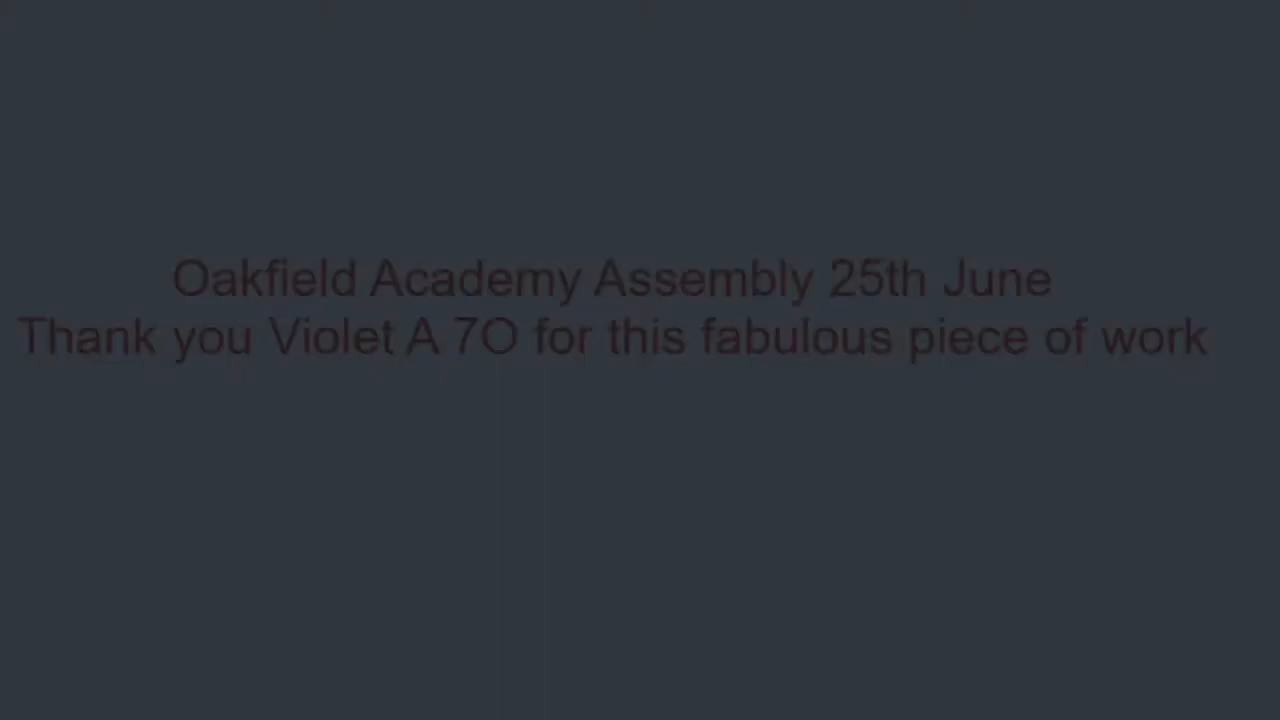 Oakfield Academy Assembly 25th June
Thank you Violet A 7O for this fabulous piece of work